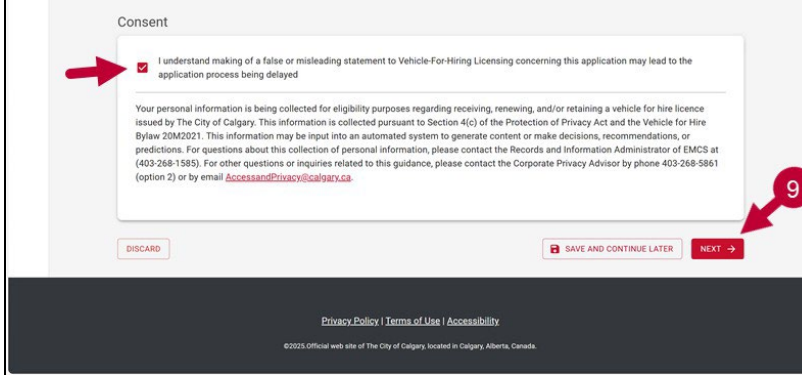 Consent
I understand making of a false or misleading statement to Vehicle-For-Hiring Licensing concerning this application may lead to the
application process being delayed
Your personal information is being collected for eligibility purposes regarding receiving, renewing, and/or retaining a vehicle for hire licence
issued by The City of Calgary. This information is collected pursuant to Section 4(c) of the Protection of Privacy Act and the Vehicle for Hire
Bylaw 20M2021. This information may be input into an automated system to generate content or make decisions, recommendations, or
predictions. For questions about this collection of personal information, please contact the Records and Information Administrator of EMCS at
(403-268-1585). For other questions or inquiries related to this guidance, please contact the Corporate Privacy Advisor by phone 403-268-5861
(option 2) or by email AccessandPrivacy@calgary.ca.
9
DISCARD
SAVE AND CONTINUE LATER
NEXT →
Privacy Policy | Terms of Use | Accessibility
©2025.Official web site of The City of Calgary, located in Calgary, Alberta, Canada.